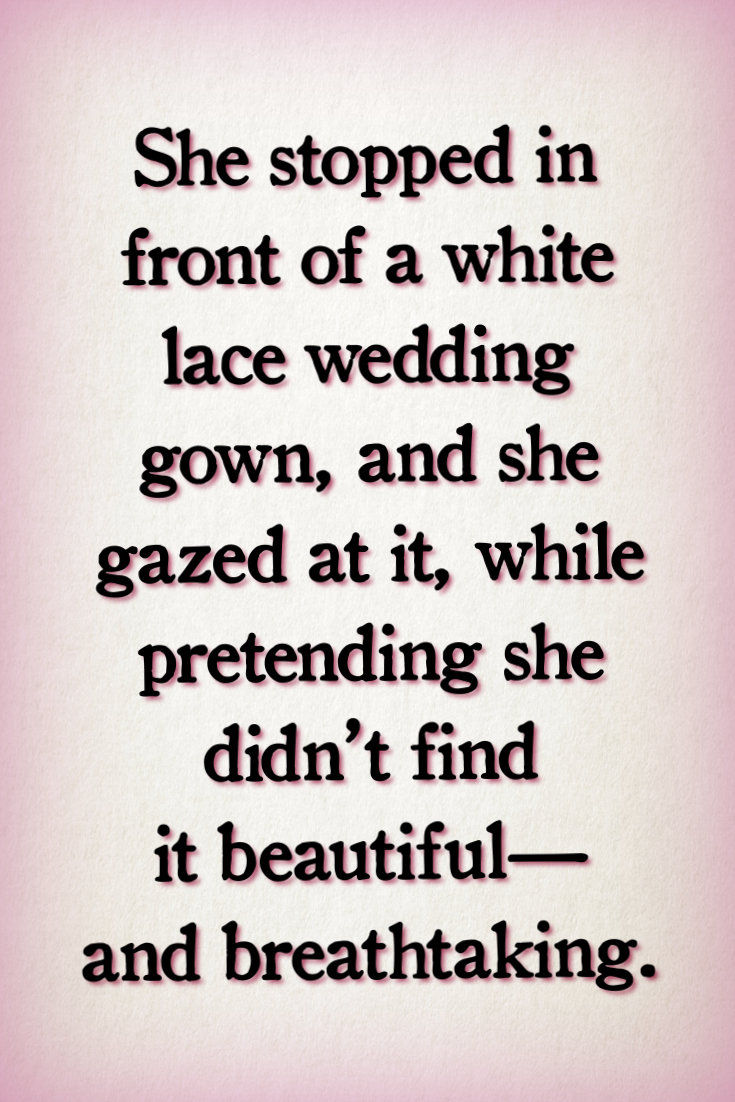 She stopped in
front of a white
lace wedding
gown, and she
gazed at it, while
pretending she
didn’t find
it beautiful—
and breathtaking.